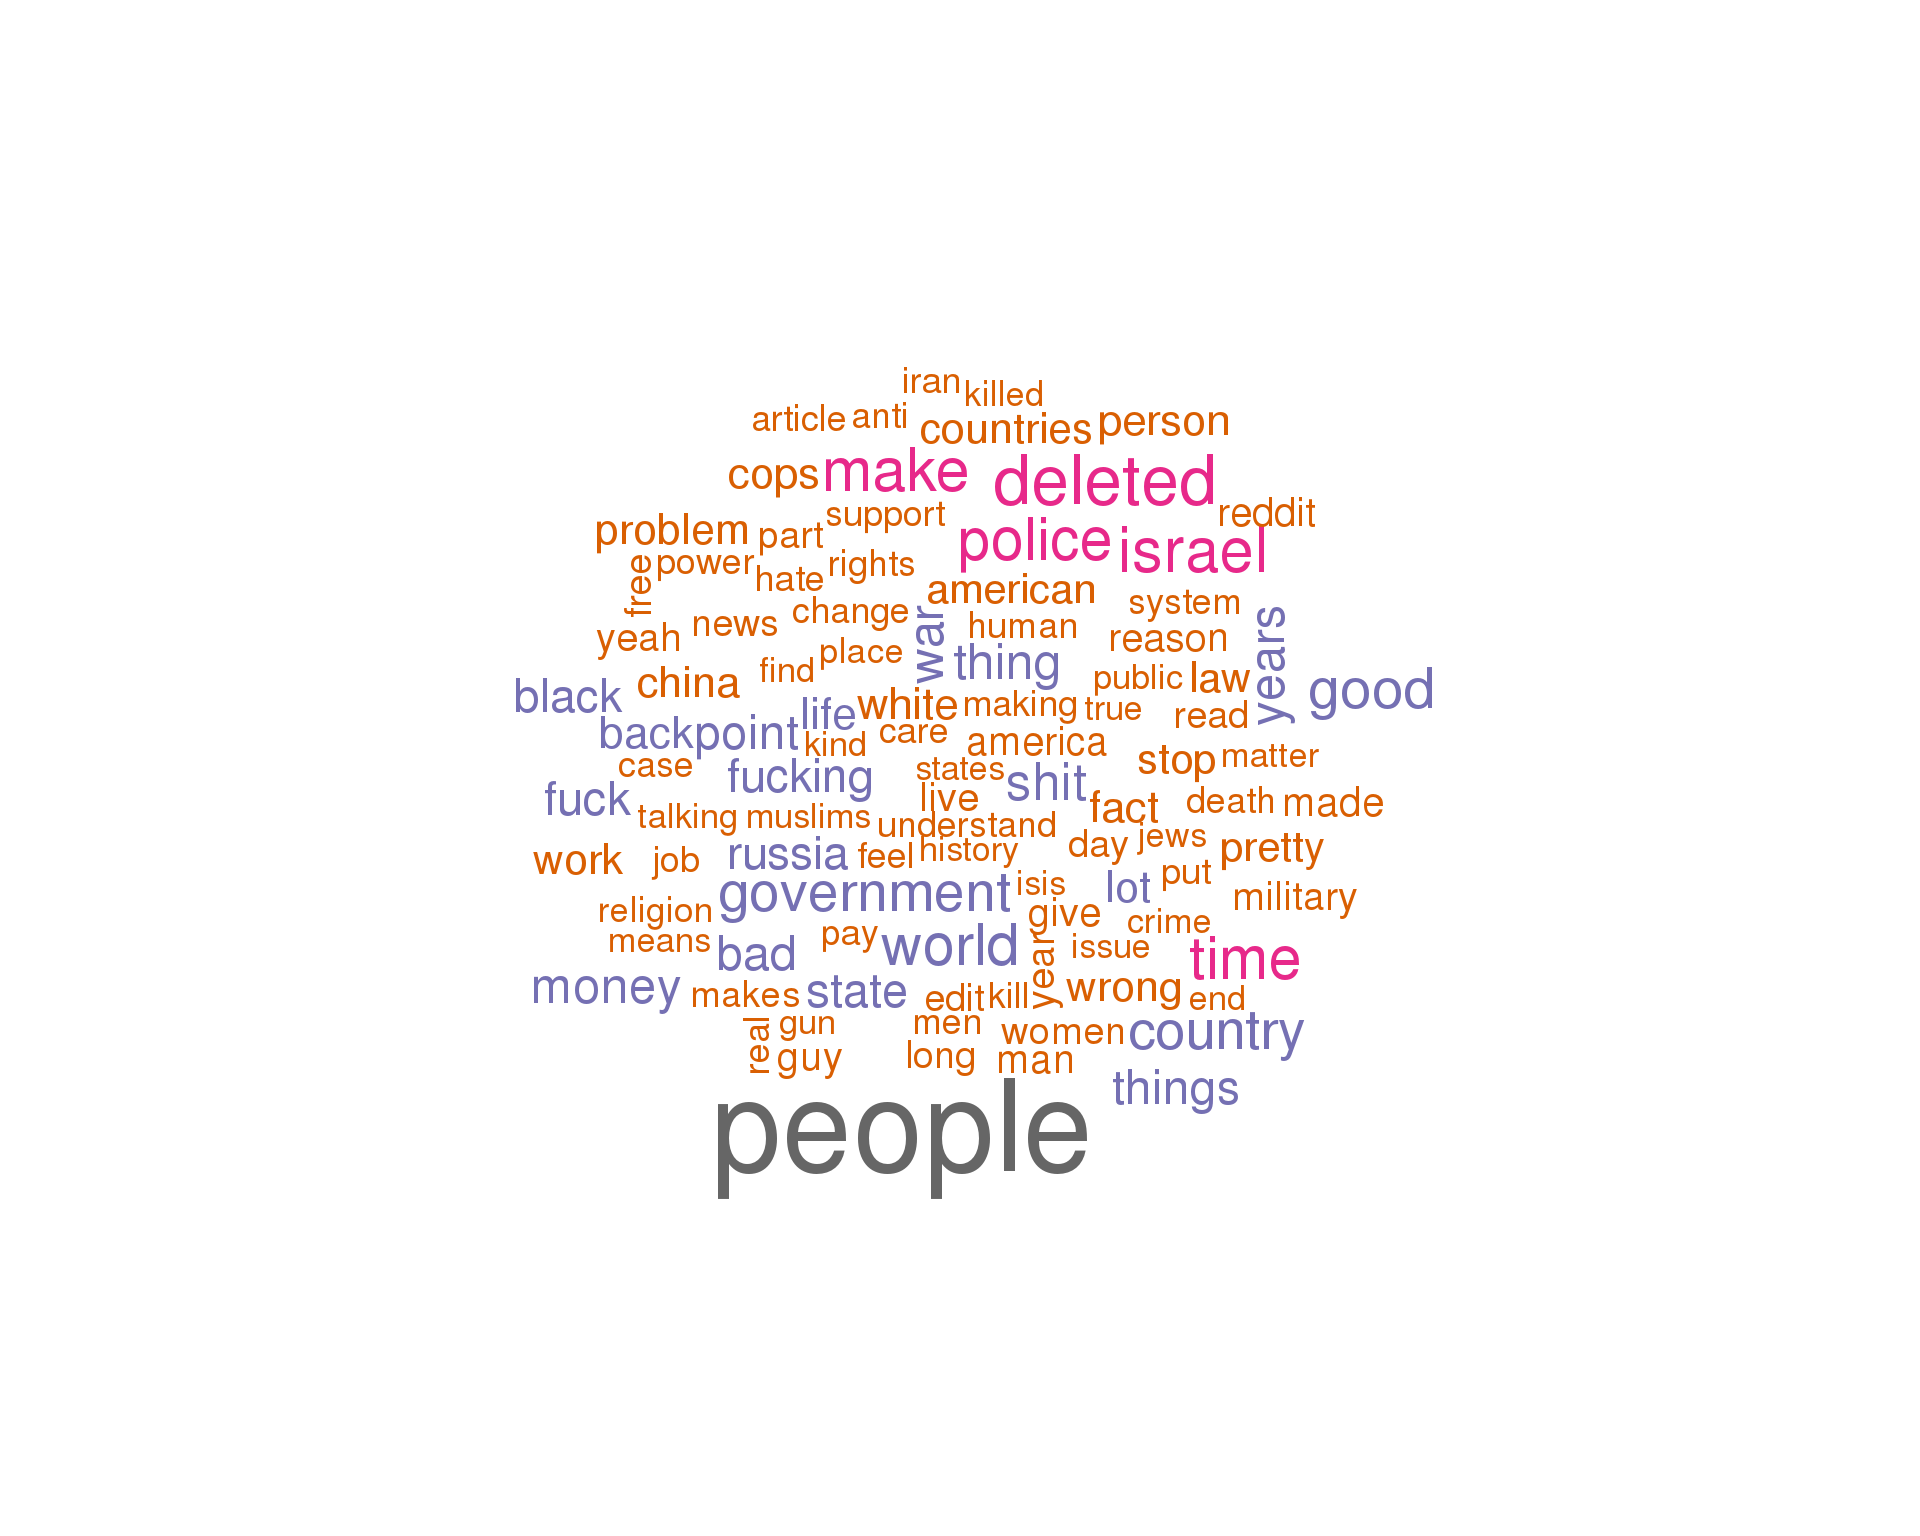 iran killed
article anti countries person
cops make deleted
problem part support police israel reddit
free power hate rights american system
yeah news change war human reason years
black china find place thing public law good
backpoint life white making true read
case kind care america stop matter
fuck fucking states live shit fact death made
talking muslims understand day jews pretty
work job russia feel history put
religion government isis lot military
means bad pay world give crime time
money makes state edit kill year issue wrong end
real gun guy men long women man country
things
people